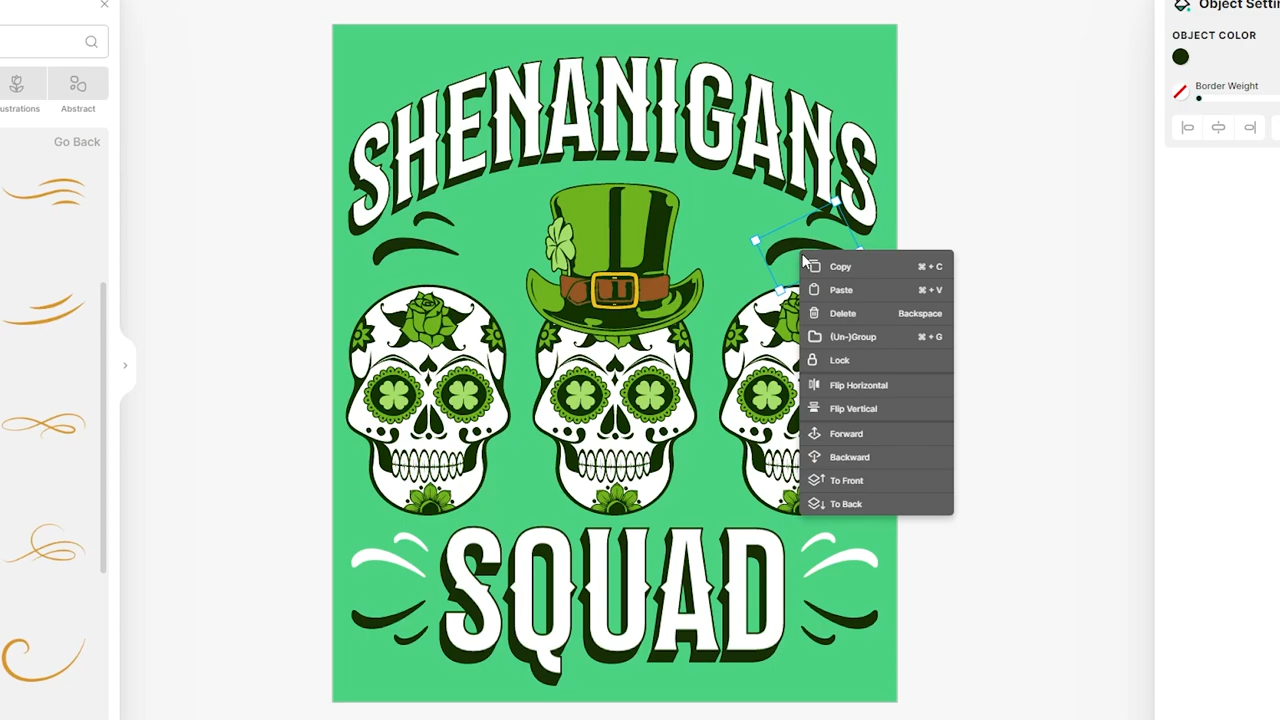 Object Setti
OBJECT COLOR
Border Weight
ustrations
Abstract
Go Back
SHENANIGANS
SQUAD
Copy ⌘ + C
Paste ⌘ + V
Delete Backspace
(Un-)Group ⌘ + G
Lock
Flip Horizontal
Flip Vertical
Forward
Backward
To Front
To Back